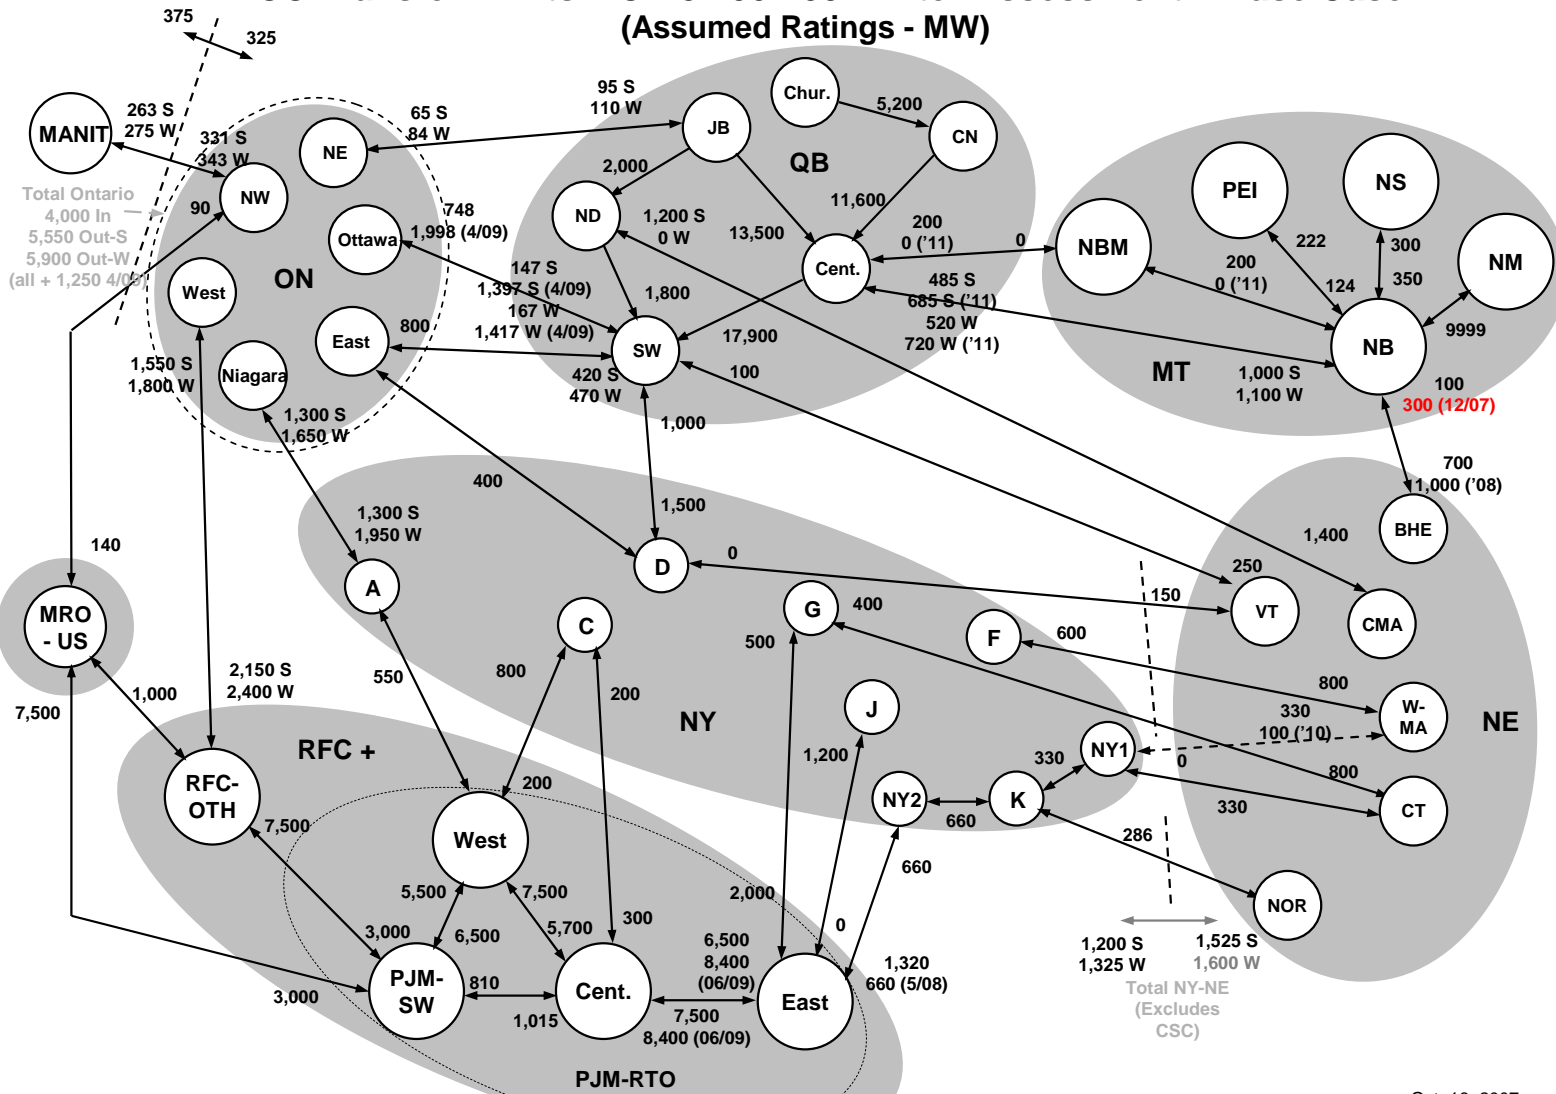 (Assumed Ratings - MW)
375
325
MANIT
263 S
275 W
331 S
343 W
NW
90
Total Ontario
4,000 In
5,550 Out-S
5,900 Out-W
(all + 1,250 4/09)
NE
65 S
84 W
95 S
110 W
Ottawa
748
1,998 (4/09)
ON
West
East
800
Niagara
1,550 S
1,800 W
1,300 S
1,650 W
JB
Chur.
5,200
CN
QB
2,000
ND
1,200 S
0 W
11,600
13,500
200
0 ('11)
0
Cent.
147 S
1,397 S (4/09)
167 W
1,417 W (4/09)
1,800
SW
17,900
100
420 S
470 W
1,000
485 S
685 S ('11)
520 W
720 W ('11)
NBM
PEI
NS
NM
222
300
350
124
200
0 ('11)
9999
NB
MT
1,000 S
1,100 W
100
300 (12/07)
700
1,000 ('08)
BHE
400
1,500
1,300 S
1,950 W
A
D
0
1,400
250
150
VT
CMA
140
MRO
- US
C
G
400
500
F
600
800
200
550
NY
J
1,200
800
W-
MA
330
100 ('10)
NE
NY1
0
330
800
CT
330
NY2
660
K
286
NOR
660
7,500
1,000
2,150 S
2,400 W
RFC +
RFC-
OTH
7,500
West
200
5,500
7,500
3,000
6,500
5,700
300
2,000
0
6,500
8,400
(06/09)
PJM-
SW
3,000
810
1,015
Cent.
7,500
8,400 (06/09)
East
1,320
660 (5/08)
PJM-RTO
1,200 S
1,325 W
1,525 S
1,600 W
Total NY-NE
(Excludes
CSC)